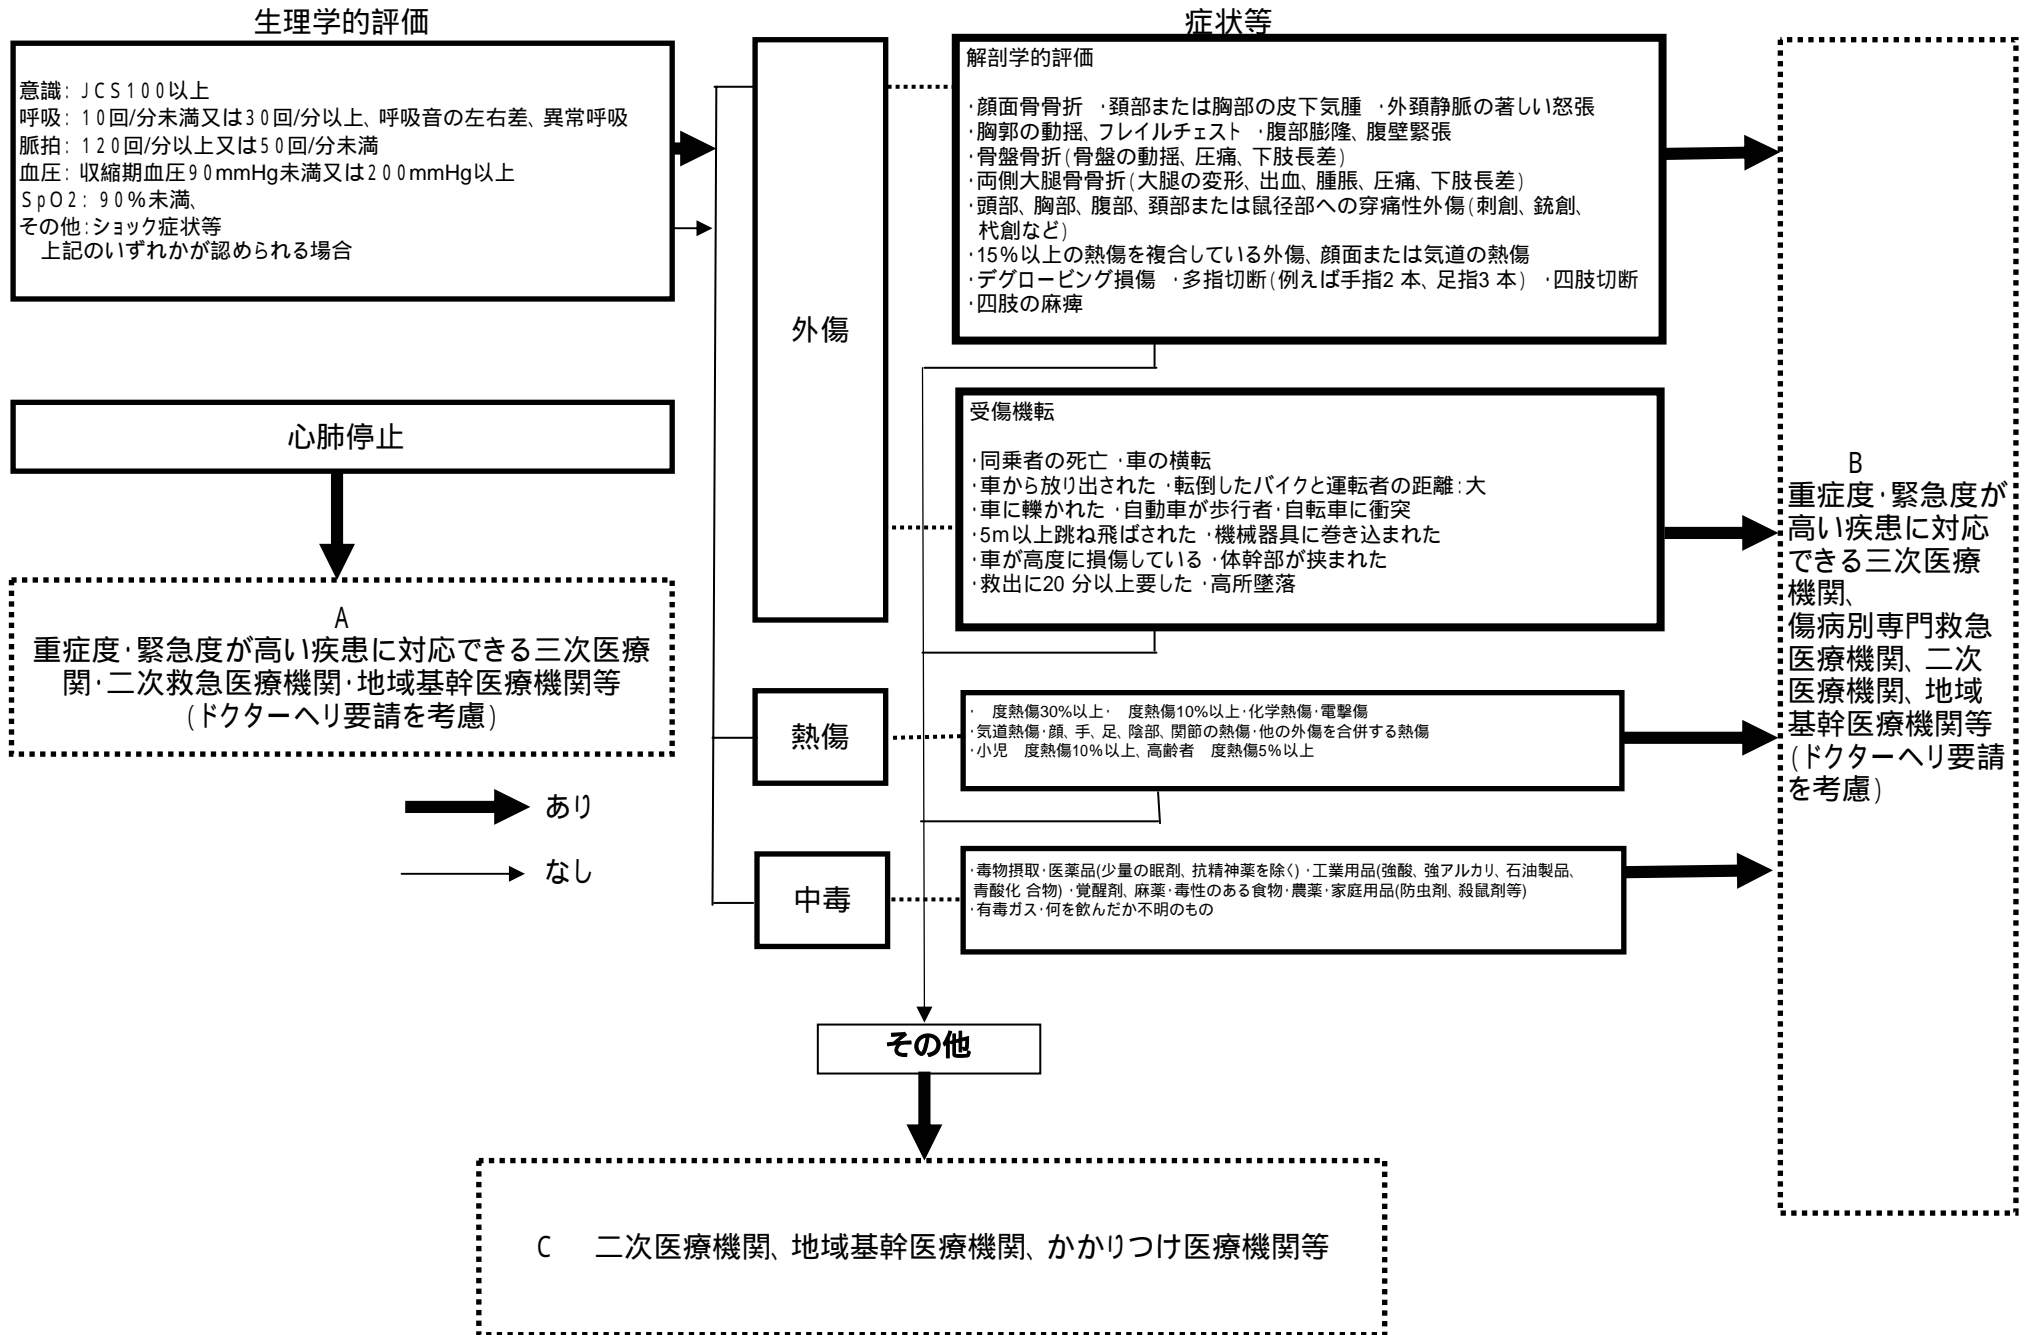 生理学的評価
意識: JCS100以上
呼吸: 10回/分未満又は30回/分以上、呼吸音の左右差、異常呼吸
脈拍: 120回/分以上又は50回/分未満
血圧: 収縮期血圧90mmHg未満又は200mmHg以上
SpO2: 90%未満、
その他:ショック症状等
上記のいずれかが認められる場合
心肺停止
A
重症度・緊急度が高い疾患に対応できる三次医療
関・二次救急医療機関・地域基幹医療機関等
(ドクターヘリ要請を考慮)
あり
なし
外傷
熱傷
中毒
症状等
解剖学的評価
・顔面骨骨折 ・頚部または胸部の皮下気腫 ・外頚静脈の著しい怒張
・胸郭の動揺、フレイルチェスト ・腹部膨隆、腹壁緊張
・骨盤骨折(骨盤の動揺、圧痛、下肢長差)
・両側大腿骨骨折(大腿の変形、出血、腫脹、圧痛、下肢長差)
・頭部、胸部、腹部、頚部または鼠径部への穿痛性外傷(刺創、銃創、
杙創など)
・15%以上の熱傷を複合している外傷、顔面または気道の熱傷
・デグロービング損傷 ・多指切断(例えば手指2 本、足指3 本) ・四肢切断
・四肢の麻痺
受傷機転
・同乗者の死亡 ・車の横転
・車から放り出された ・転倒したバイクと運転者の距離:大
・車に轢かれた ・自動車が歩行者・自転車に衝突
・5m以上跳ね飛ばされた ・機械器具に巻き込まれた
・車が高度に損傷している ・体幹部が挟まれた
・救出に20 分以上要した ・高所墜落
・ 度熱傷30%以上・ 度熱傷10%以上・化学熱傷・電撃傷
・気道熱傷・顔、手、足、陰部、関節の熱傷・他の外傷を合併する熱傷
・小児 度熱傷10%以上、高齢者 度熱傷5%以上
・毒物摂取・医薬品(少量の眠剤、抗精神薬を除く)・工業用品(強酸、強アルカリ、石油製品、
青酸化 合物)・覚醒剤、麻薬・毒性のある食物・農薬・家庭用品(防虫剤、殺鼠剤等)
・有毒ガス・何を飲んだか不明のもの
B
重症度・緊急度が
高い疾患に対応
できる三次医療
機関、
傷病別専門救急
医療機関、二次
医療機関、地域
基幹医療機関等
(ドクターヘリ要請
を考慮)
その他
C 二次医療機関、地域基幹医療機関、かかりつけ医療機関等